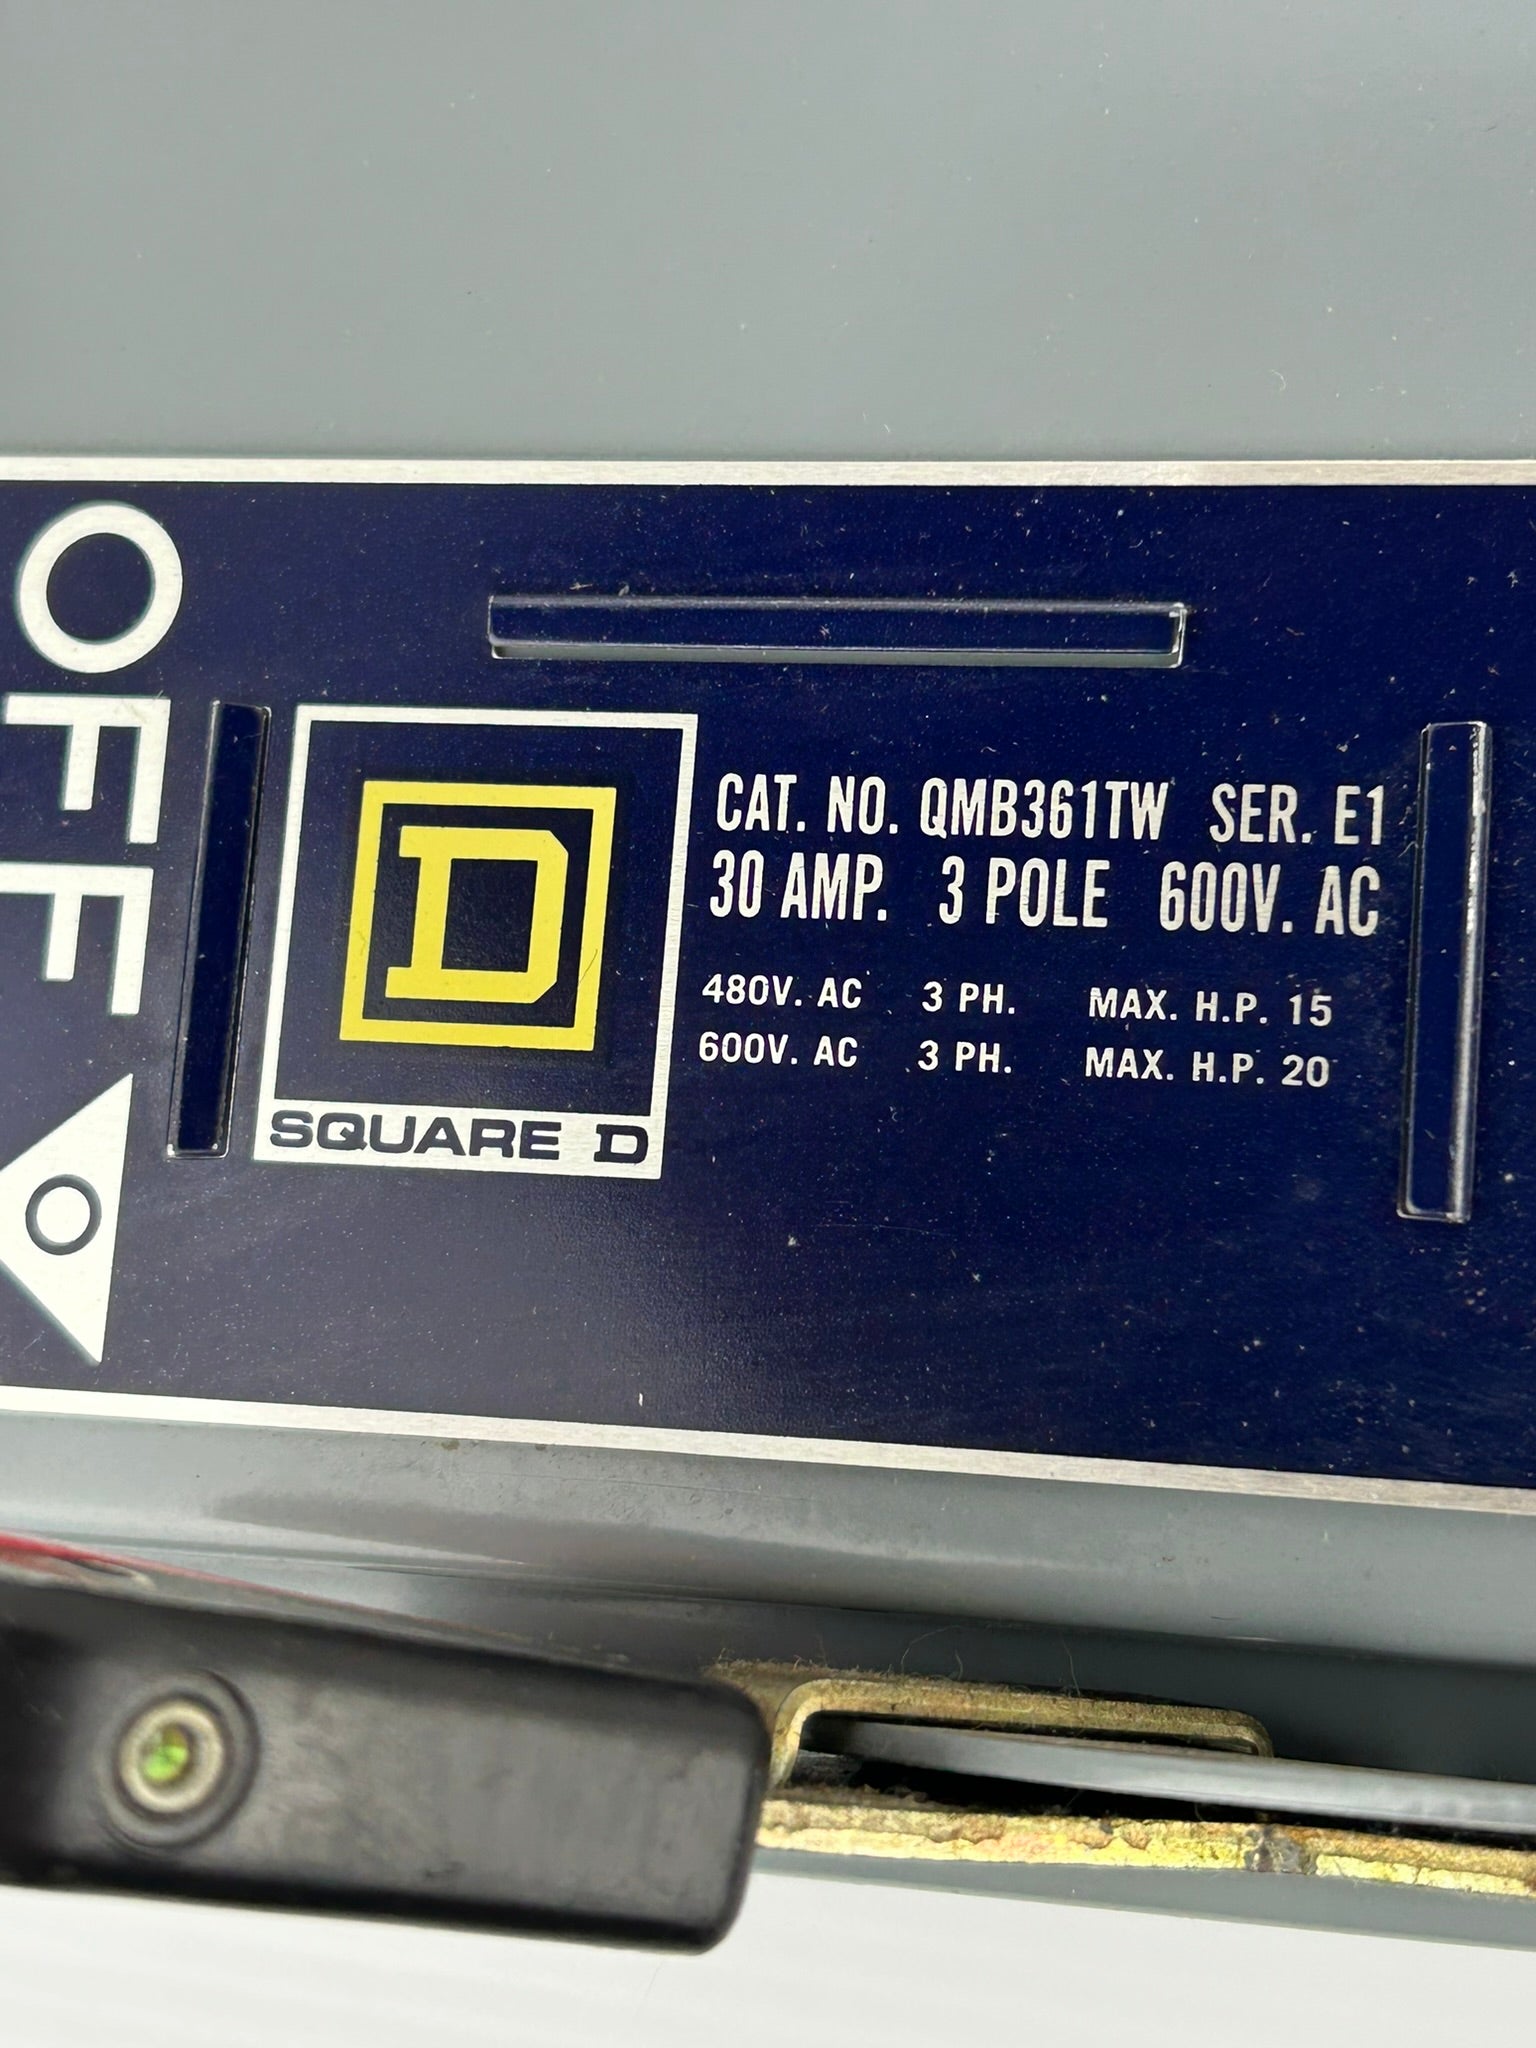 OFF
D
SQUARE D
CAT. NO. QMB361TW SER. E1
30 AMP. 3 POLE 600V. AC
480V. AC 3 PH. MAX. H.P. 15
600V. AC 3 PH. MAX. H.P. 20